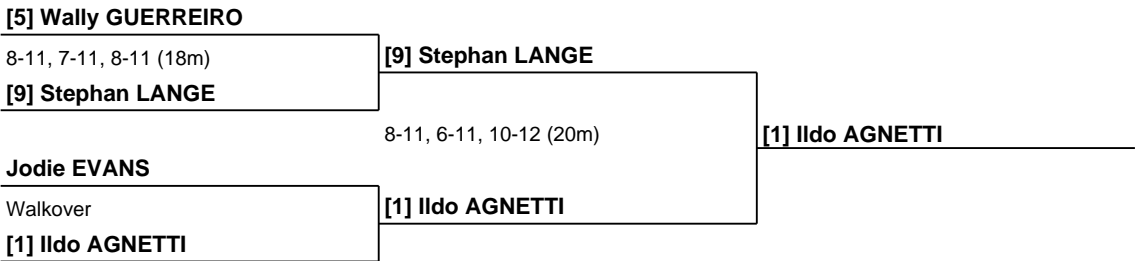 [5] Wally GUERREIRO
8-11, 7-11, 8-11 (18m)
[9] Stephan LANGE
[9] Stephan LANGE
8-11, 6-11, 10-12 (20m)
[1] Ildo AGNETTI
Jodie EVANS
Walkover
[1] Ildo AGNETTI
[1] Ildo AGNETTI